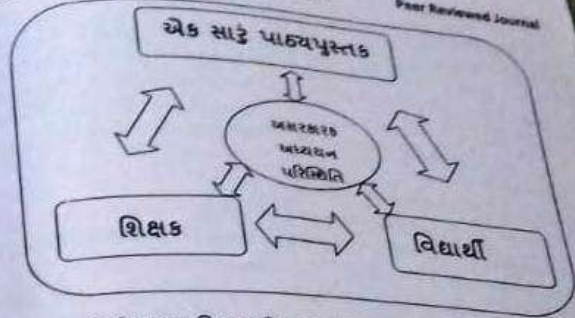 Peer Reviewed Journal
એક સારું પાઠ્યપુસ્તક
અસરકારક
અધ્યયન
પરિસ્થિતિ
શિક્ષક
વિદ્યાર્થી